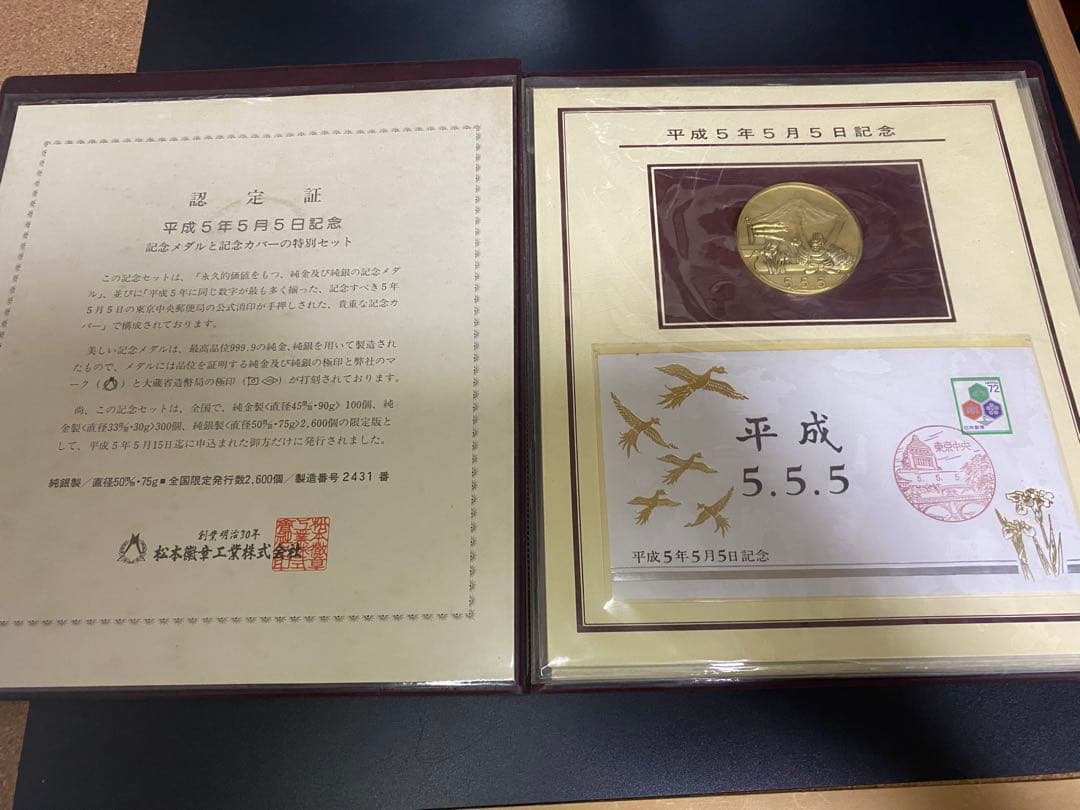 認定証
平成5年5月5日記念
記念メダルと記念カバーの特別セット
この記念セットは、「永久的価値をもつ、純金及び純銀の記念メダ
ル」、並びに「平成5年に同じ数字が最も多く揃った、記念すべき5年
5月5日の東京中央郵便局の公式消印が手押しされた、貴重な記念カ
バー」で構成されております。
美しい記念メダルは、最高品位999.9の純金、純銀を用いて製造され
たもので、メダルには品位を証明する純金及び純銀の極印と弊社のマ
ーク()と大蔵省造幣局の極印()が打刻されております。
尚、この記念セットは、全国で、純金製〈直径45㎜・90g〉100個、純
金製〈直径33㎜・30g〉300個、純銀製〈直径50㎜・75g〉2,600個の限定版と
して、平成5年5月15日迄に申込まれた御方だけに発行されました。
純銀製/直径50㎜・75g■全国限定発行数2,600個/製造番号2431番
創業明治30年
松本徽章工業株式会社
平成5年5月5日記念
5.5.5
平成
5.5.5
72
日本郵便
東京中央
5.5.5
平成5年5月5日記念